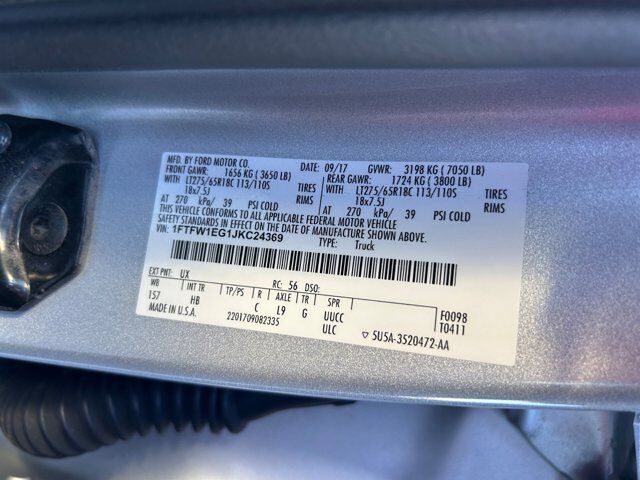 MFD. BY FORD MOTOR CO. DATE: 09/17 GVWR: 3198 KG (7050 LB)
FRONT GAWR: 1656 KG (3650 LB) REAR GAWR: 1724 KG (3800 LB)
WITH LT275/65R18C 113/110S TIRES WITH LT275/65R18C 113/110S TIRES
18x7.5J RIMS 18x7.5J RIMS
AT 270 kPa/ 39 PSI COLD AT 270 kPa/ 39 PSI COLD
THIS VEHICLE CONFORMS TO ALL APPLICABLE FEDERAL MOTOR VEHICLE
SAFETY STANDARDS IN EFFECT ON THE DATE OF MANUFACTURE SHOWN ABOVE.
VIN: 1FTFW1EG1JKC24369 TYPE: Truck
EXT PNT: UX RC: 56 DSO:
WB INT TR TP/PS R AXLE TR SPR F0098
157 HB C L9 G UUCC T0411
MADE IN U.S.A. 2201709082335 ULC 5U5A-3520472-AA